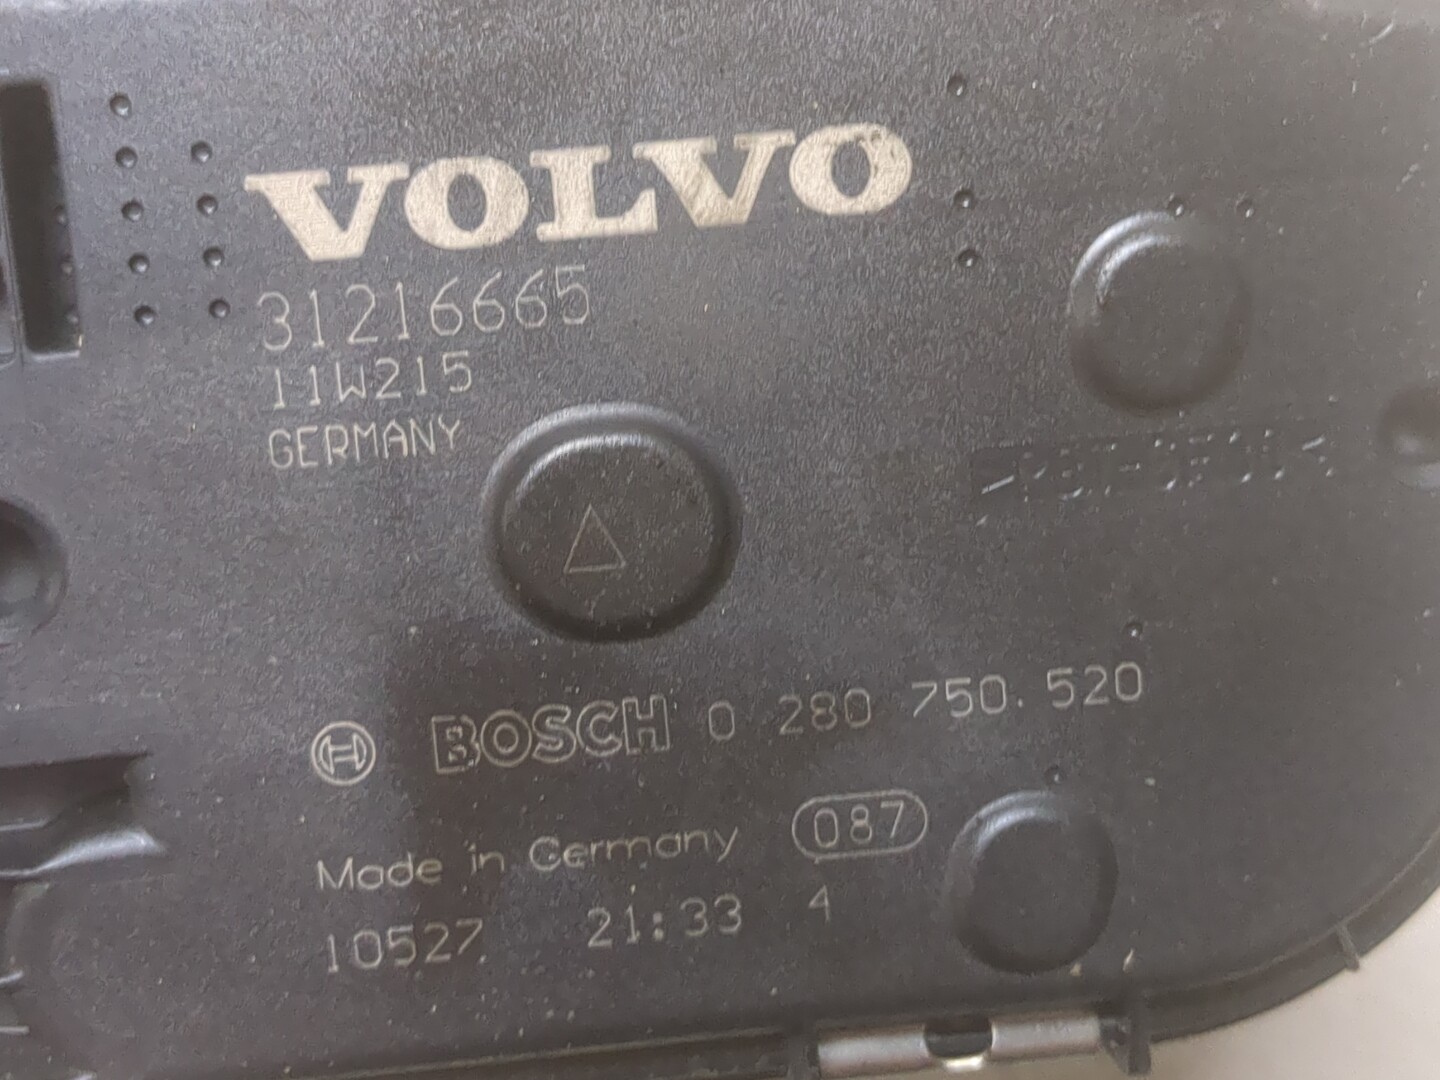 VOLVO
31216665
11W215
GERMANY
BOSCH 0 280 750.520
Made in Germany 087
10527 21:33 4